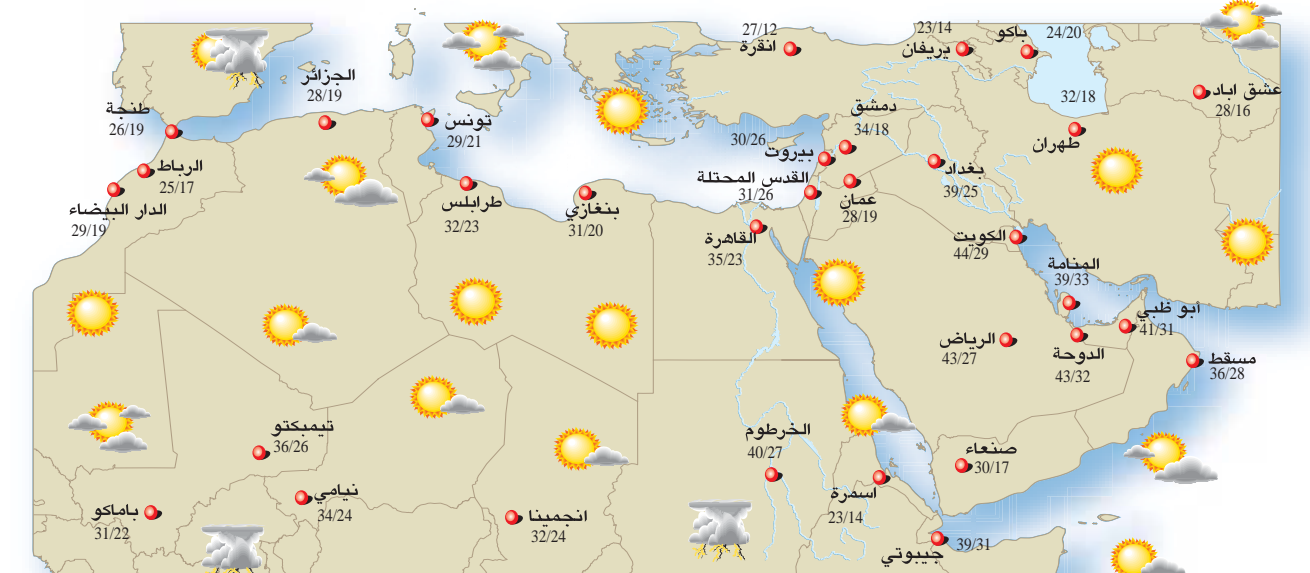 27/12
انقرة
23/14
يريفان
باكو
24/20
32/18
عشق اباد
28/16
الجزائر
28/19
طنجة
26/19
تونس
29/21
دمشق
34/18
30/26
بيروت
طهران
الرباط
25/17
القدس المحتلة
31/26
بغداد
39/25
عمان
28/19
الدار البيضاء
29/19
طرابلس
32/23
بنغازي
31/20
القاهرة
35/23
الكويت
44/29
المنامة
39/33
أبو ظبي
41/31
الرياض
43/27
الدوحة
43/32
مسقط
36/28
تيمبكتو
36/26
الخرطوم
40/27
صنعاء
30/17
نيامي
34/24
اسمرة
23/14
باماكو
31/22
انجمينا
32/24
جيبوتي
39/31